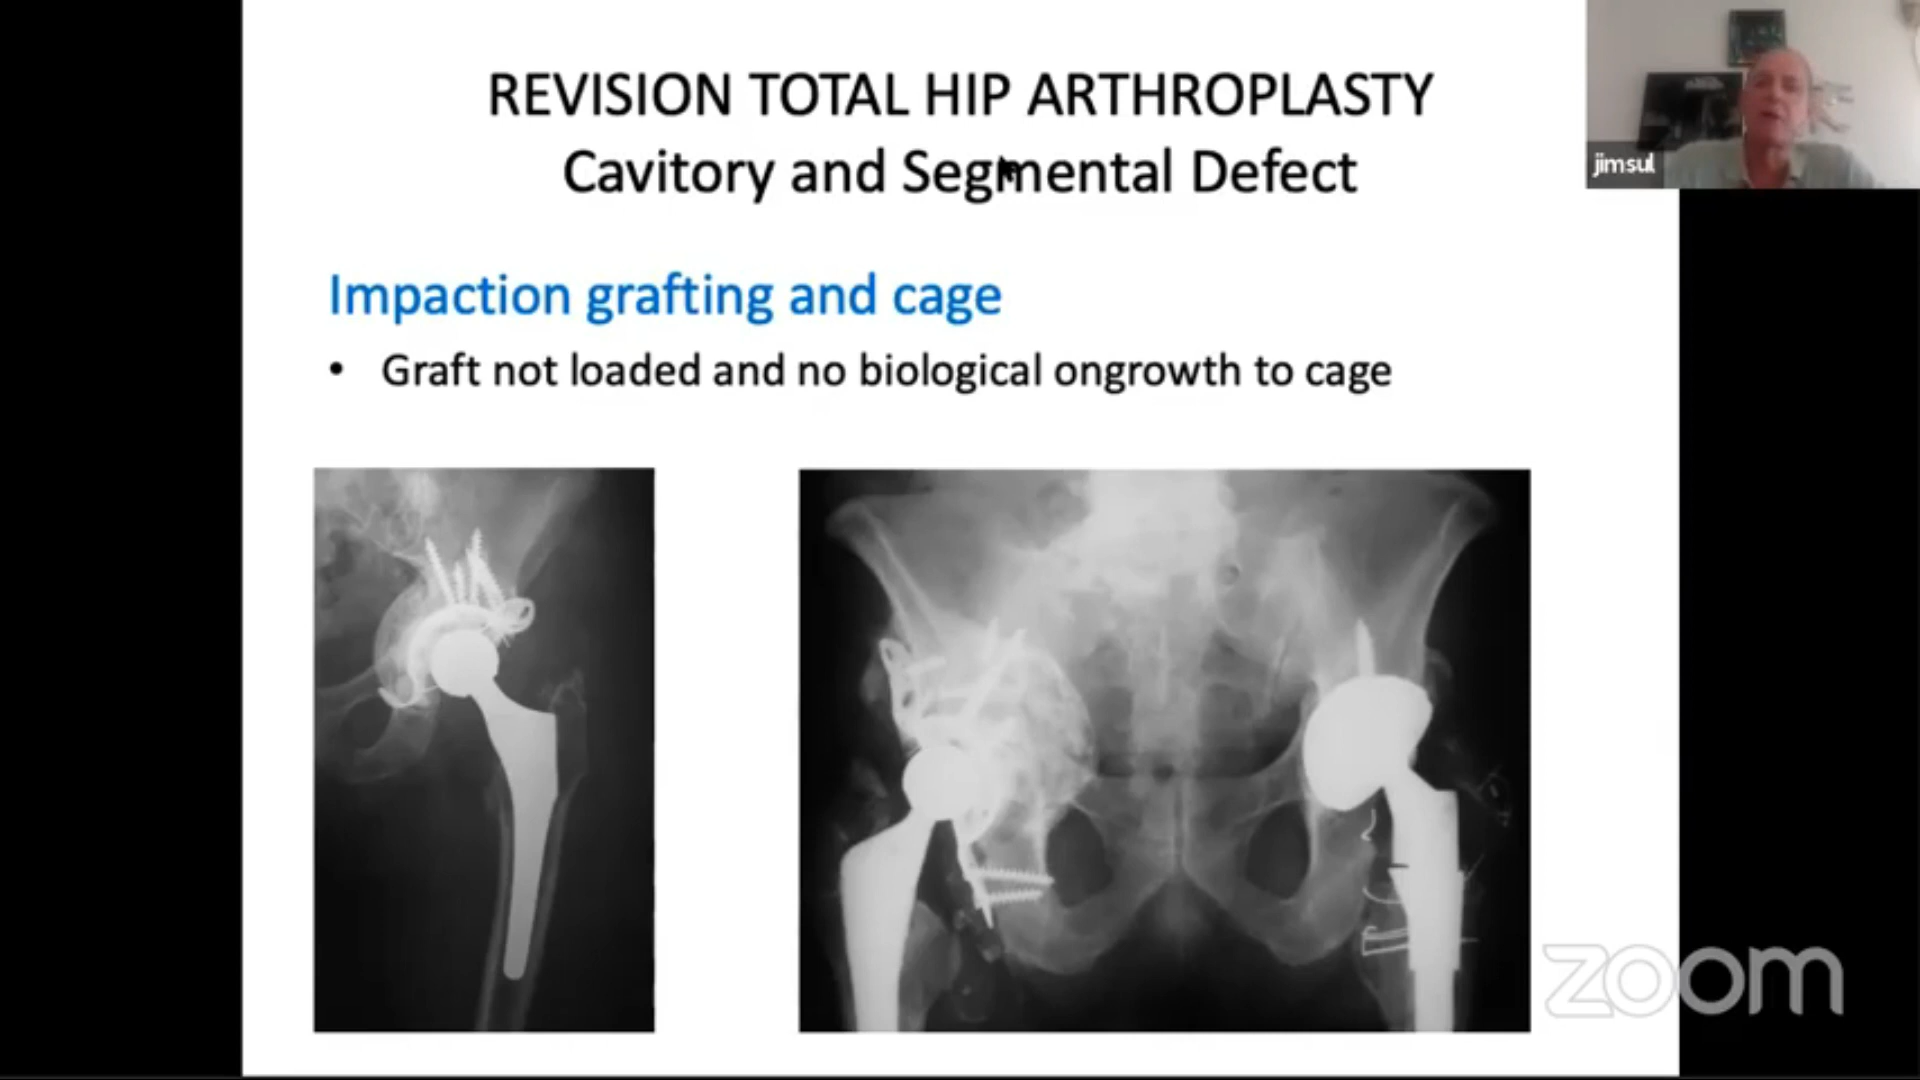 REVISION TOTAL HIP ARTHROPLASTY
Cavitory and Segmental Defect
jimsul
Impaction grafting and cage
• Graft not loaded and no biological ongrowth to cage
zoom